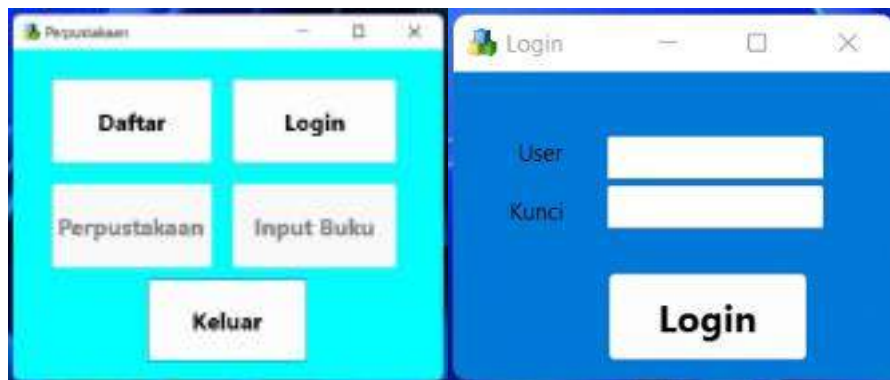 Perpustakaan
Daftar
Login
Perpustakaan
Input Buku
Keluar
Login
User
Kunci
Login